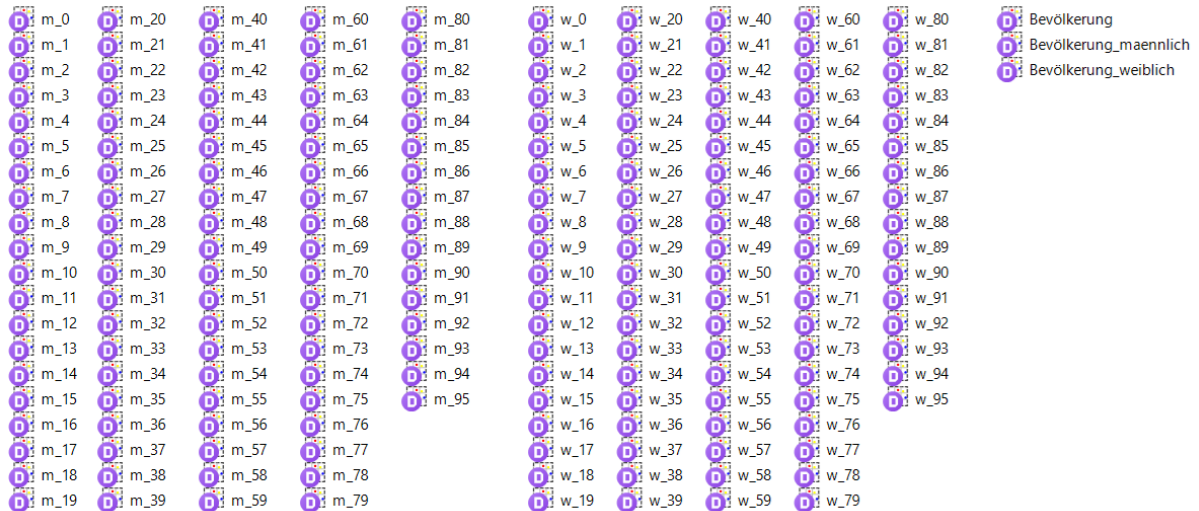 m_0
m_1
m_2
m_3
m_4
m_5
m_6
m_7
m_8
m_9
m_10
m_11
m_12
m_13
m_14
m_15
m_16
m_17
m_18
m_19
m_20
m_21
m_22
m_23
m_24
m_25
m_26
m_27
m_28
m_29
m_30
m_31
m_32
m_33
m_34
m_35
m_36
m_37
m_38
m_39
m_40
m_41
m_42
m_43
m_44
m_45
m_46
m_47
m_48
m_49
m_50
m_51
m_52
m_53
m_54
m_55
m_56
m_57
m_58
m_59
m_60
m_61
m_62
m_63
m_64
m_65
m_66
m_67
m_68
m_69
m_70
m_71
m_72
m_73
m_74
m_75
m_76
m_77
m_78
m_79
m_80
m_81
m_82
m_83
m_84
m_85
m_86
m_87
m_88
m_89
m_90
m_91
m_92
m_93
m_94
m_95
w_0
w_1
w_2
w_3
w_4
w_5
w_6
w_7
w_8
w_9
w_10
w_11
w_12
w_13
w_14
w_15
w_16
w_17
w_18
w_19
w_20
w_21
w_22
w_23
w_24
w_25
w_26
w_27
w_28
w_29
w_30
w_31
w_32
w_33
w_34
w_35
w_36
w_37
w_38
w_39
w_40
w_41
w_42
w_43
w_44
w_45
w_46
w_47
w_48
w_49
w_50
w_51
w_52
w_53
w_54
w_55
w_56
w_57
w_58
w_59
w_60
w_61
w_62
w_63
w_64
w_65
w_66
w_67
w_68
w_69
w_70
w_71
w_72
w_73
w_74
w_75
w_76
w_77
w_78
w_79
w_80
w_81
w_82
w_83
w_84
w_85
w_86
w_87
w_88
w_89
w_90
w_91
w_92
w_93
w_94
w_95
Bevölkerung
Bevölkerung_maennlich
Bevölkerung_weiblich